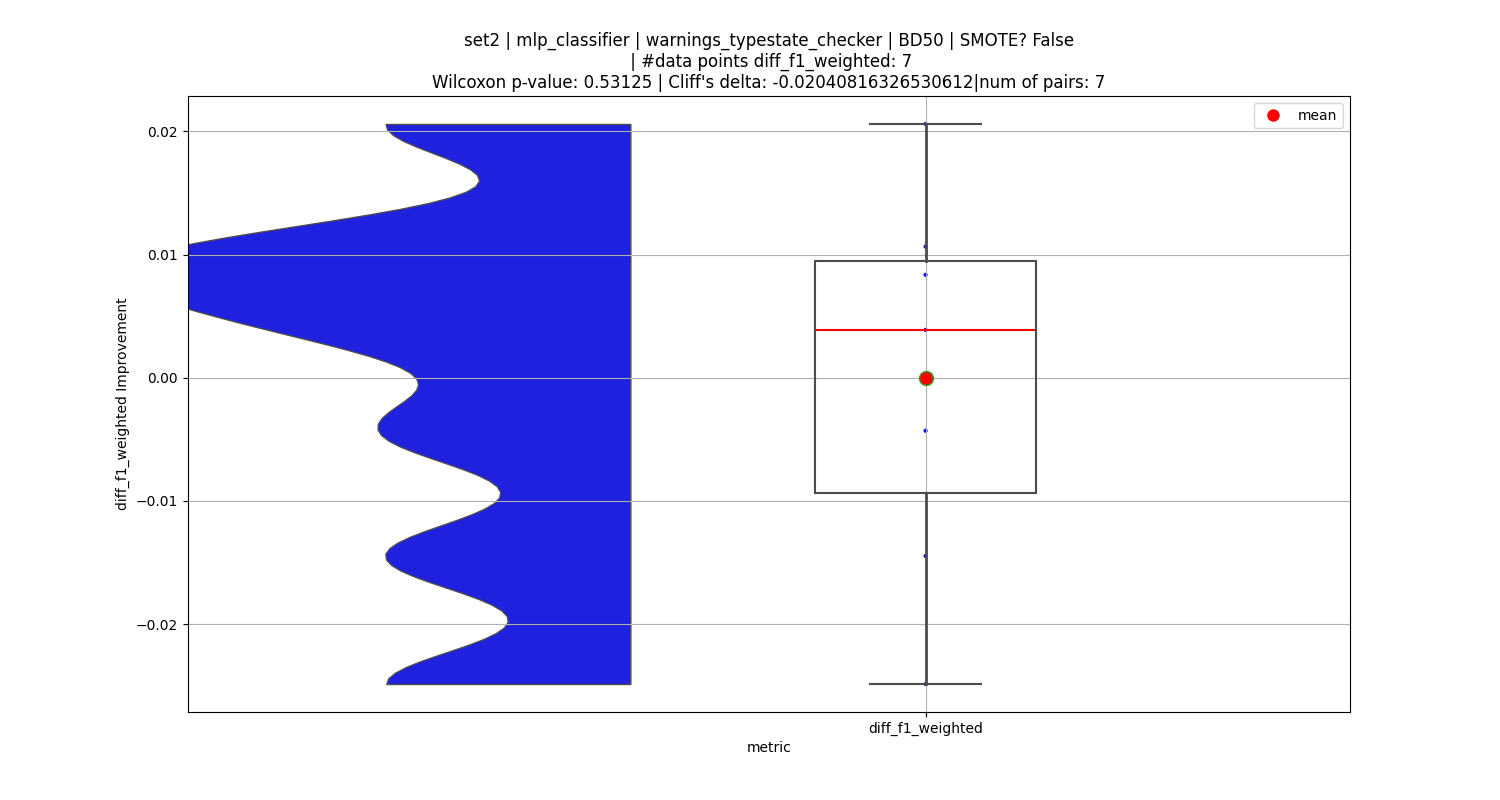 set2 | mlp_classifier | warnings_typestate_checker | BD50 | SMOTE? False
| #data points diff_f1_weighted: 7
Wilcoxon p-value: 0.53125 | Cliff's delta: -0.02040816326530612|num of pairs: 7
mean
0.02
0.01
0.00
−0.01
−0.02
diff_f1_weighted Improvement
diff_f1_weighted
metric